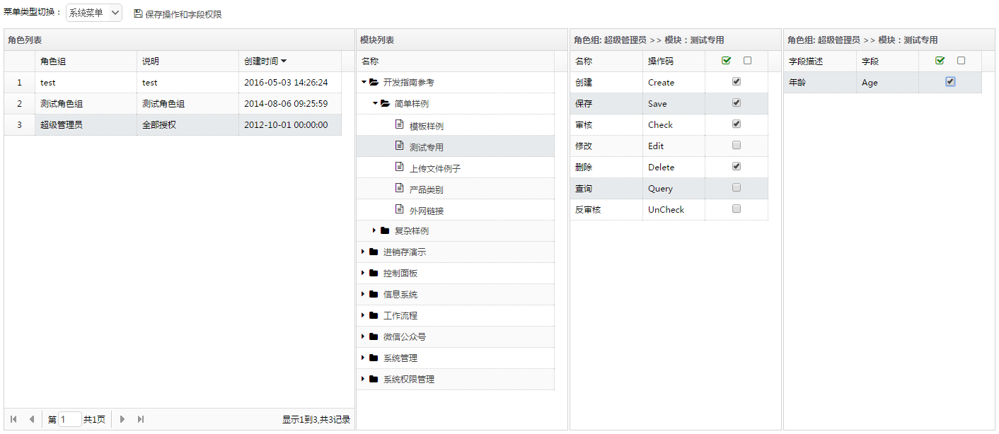 菜单类型切换： 系统菜单 保存操作和字段权限
角色列表
角色组 说明 创建时间
1 test test 2016-05-03 14:26:24
2 测试角色组 测试角色组 2014-08-06 09:25:59
3 超级管理员 全部授权 2012-10-01 00:00:00
第 1 共1页 显示1到3,共3记录
模块列表
名称
开发指南参考
简单样例
模板样例
测试专用
上传文件例子
产品类别
外网链接
复杂样例
进销存演示
控制面板
信息系统
工作流程
微信公众号
系统管理
系统权限管理
角色组: 超级管理员 >> 模块：测试专用
名称 操作码
创建 Create
保存 Save
审核 Check
修改 Edit
删除 Delete
查询 Query
反审核 UnCheck
角色组: 超级管理员 >> 模块：测试专用
字段描述 字段
年龄 Age